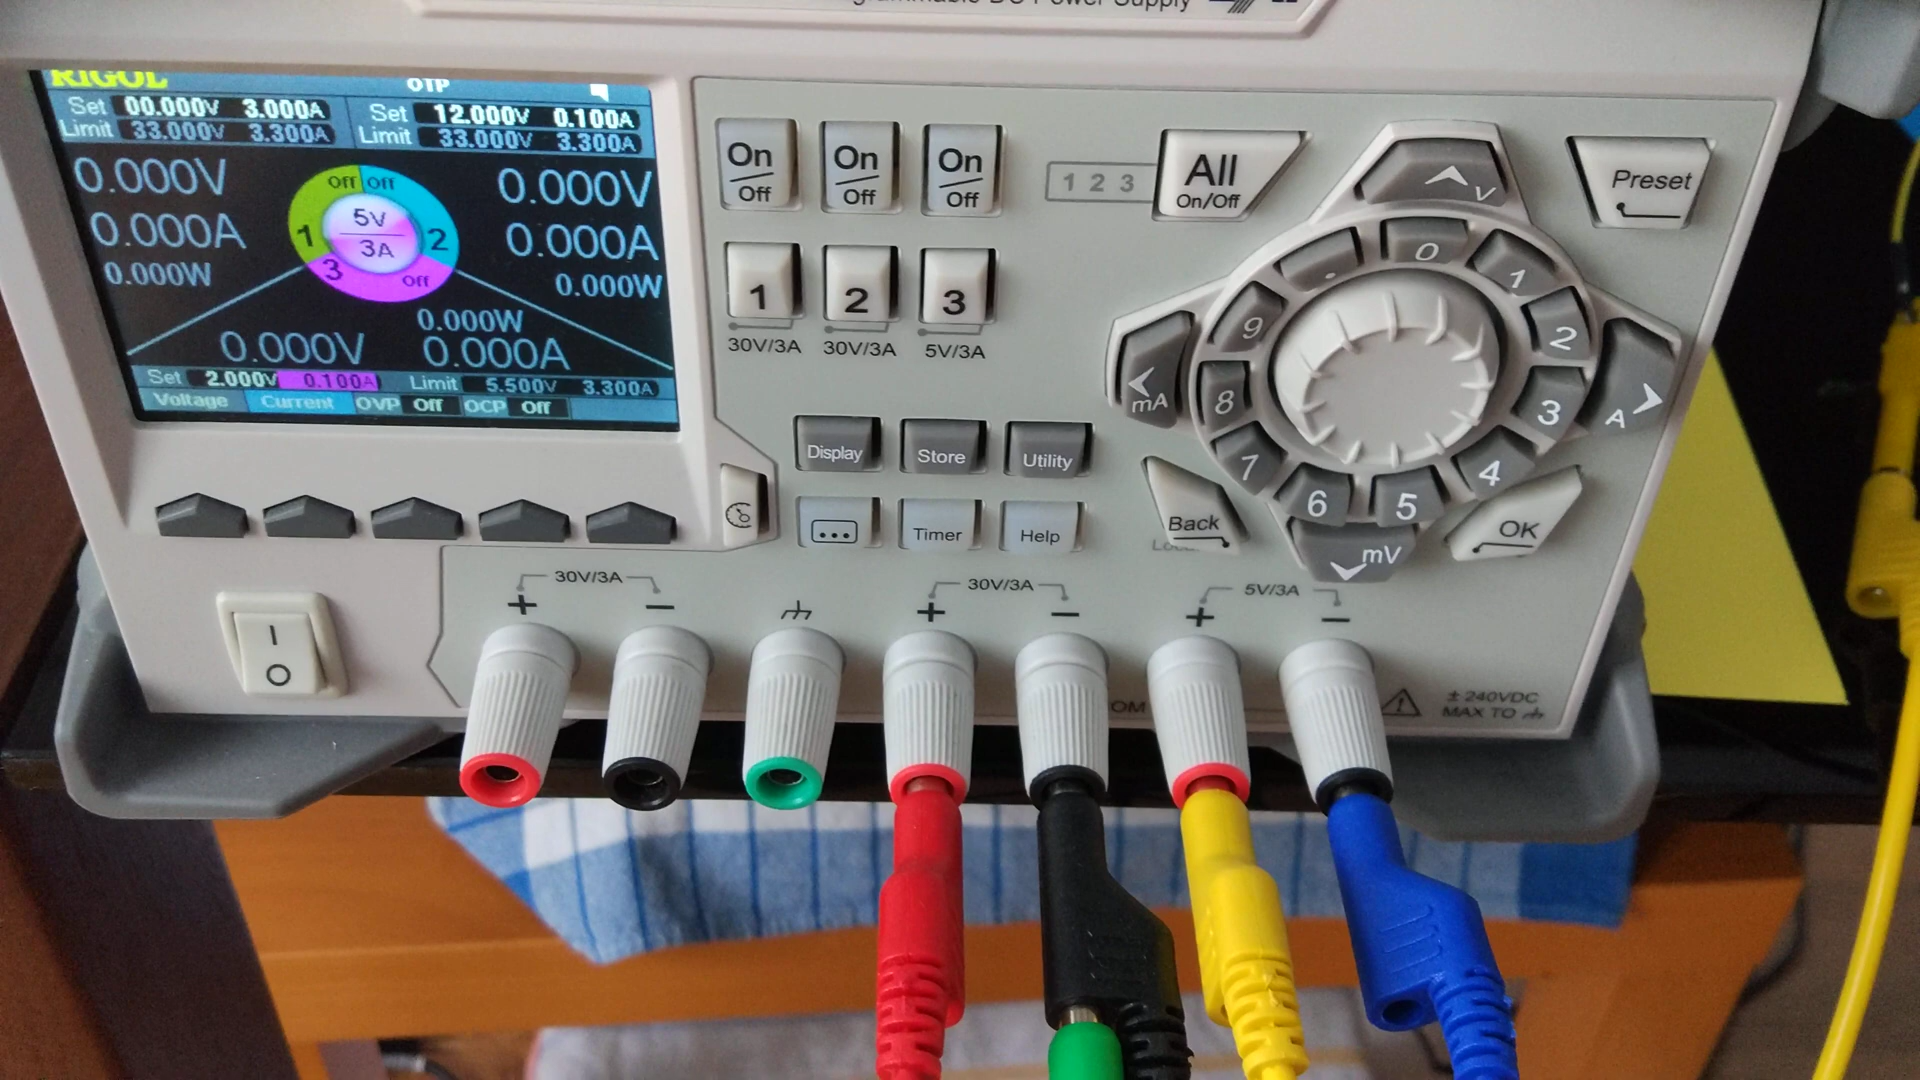 Programmable DC Power Supply
RIGOL OTP
Set 00.000V 3.000A Set 12.000V 0.100A
Limit 33.000V 3.300A Limit 33.000V 3.300A
0.000V Off Off 0.000V
0.000A 1 5V 3A 2 0.000A
0.000W 3 Off 0.000W
0.000W
0.000V 0.000A
Set 2.000V 0.100A Limit 5.500V 3.300A
Voltage Current OVP Off OCP Off
On Off On Off On Off
1 2 3 All On/Off
Preset
1 2 3
30V/3A 30V/3A 5V/3A
V
. 0 1 2 3 4 5 6 7 8 9
mA A
mV
Display Store Utility
... Timer Help
Back OK
I
O
30V/3A 30V/3A 5V/3A
+ − + − + −
± 240VDC
MAX TO